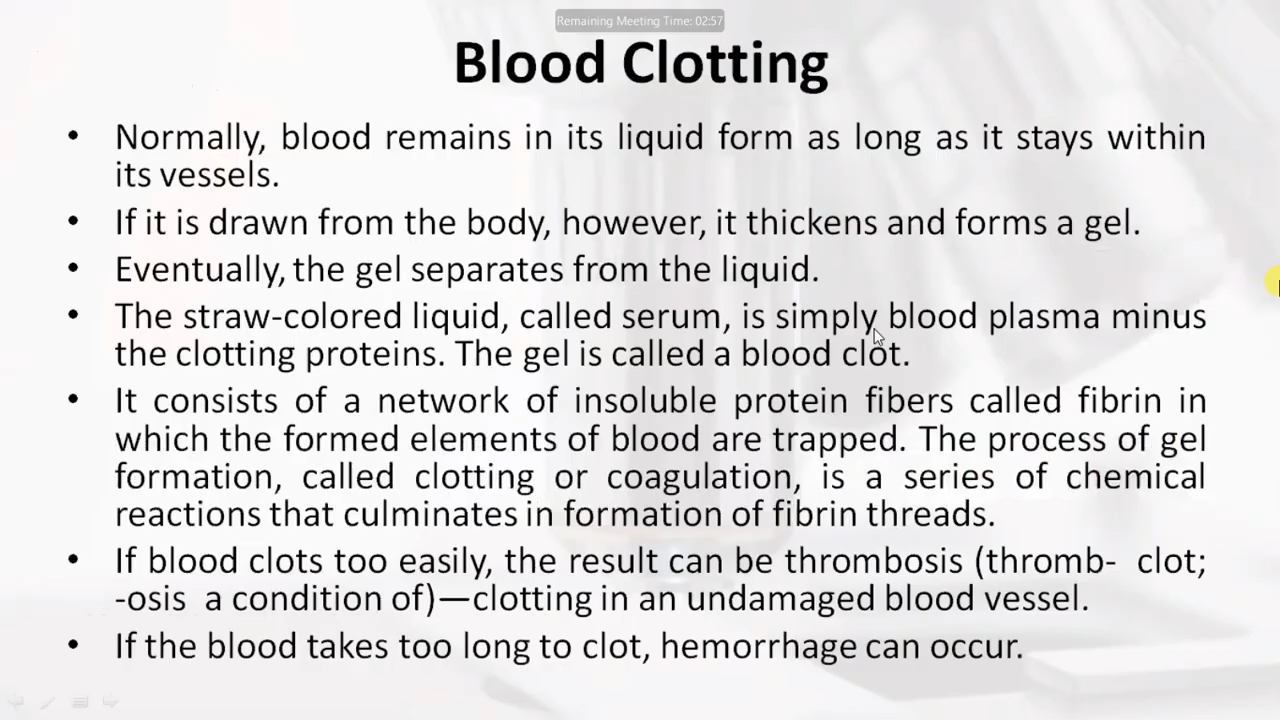 Remaining Meeting Time: 02:57
Blood Clotting
• Normally, blood remains in its liquid form as long as it stays within
its vessels.
• If it is drawn from the body, however, it thickens and forms a gel.
• Eventually, the gel separates from the liquid.
• The straw-colored liquid, called serum, is simply blood plasma minus
the clotting proteins. The gel is called a blood clot.
• It consists of a network of insoluble protein fibers called fibrin in
which the formed elements of blood are trapped. The process of gel
formation, called clotting or coagulation, is a series of chemical
reactions that culminates in formation of fibrin threads.
• If blood clots too easily, the result can be thrombosis (thromb- clot;
-osis a condition of)—clotting in an undamaged blood vessel.
• If the blood takes too long to clot, hemorrhage can occur.